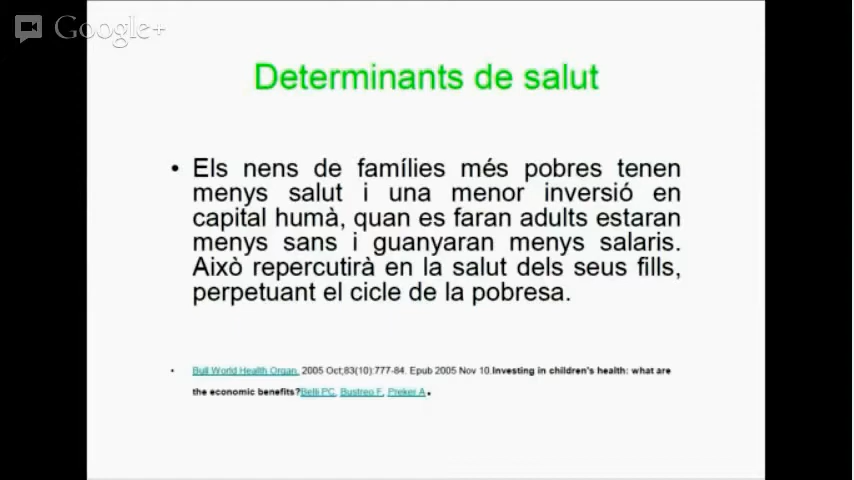 Google+
Determinants de salut
• Els nens de famílies més pobres tenen
menys salut i una menor inversió en
capital humà, quan es faran adults estaran
menys sans i guanyaran menys salaris.
Això repercutirà en la salut dels seus fills,
perpetuant el cicle de la pobresa.
• Bull World Health Organ. 2005 Oct;83(10):777-84. Epub 2005 Nov 10.Investing in children's health: what are
the economic benefits?Belli PC, Bustreo F, Preker A.